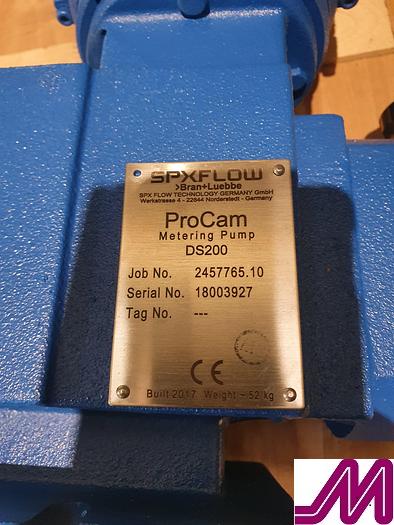 SPXFLOW
>Bran+Luebbe
SPX FLOW TECHNOLOGY GERMANY GmbH
Werkstrasse 4 - 22844 Norderstedt - Germany
ProCam
Metering Pump
DS200
Job No. 2457765.10
Serial No. 18003927
Tag No. ---
CE
Built 2017 Weight ~ 52 kg
M